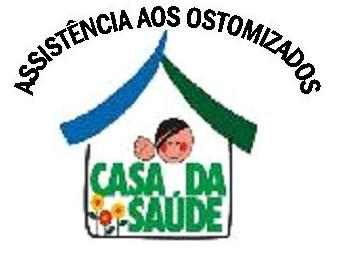 ASSISTÊNCIA AOS OSTOMIZADOS
CASA DA
SAÚDE